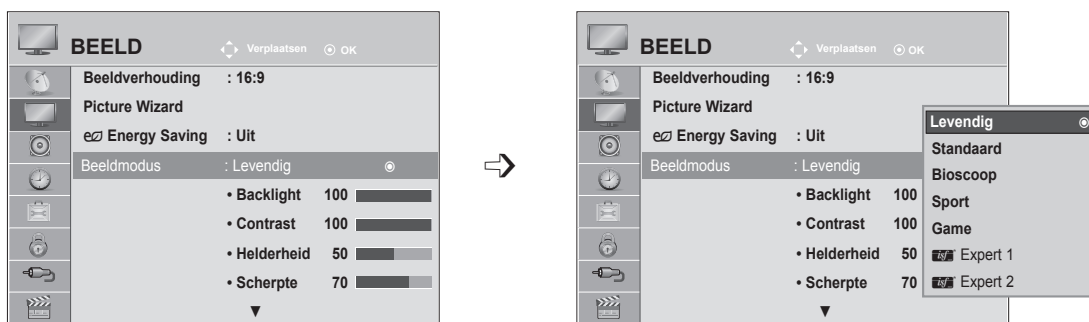 BEELD Verplaatsen OK
Beeldverhouding : 16:9
Picture Wizard
Energy Saving : Uit
Beeldmodus : Levendig
• Backlight 100
• Contrast 100
• Helderheid 50
• Scherpte 70
▼
BEELD Verplaatsen OK
Beeldverhouding : 16:9
Picture Wizard
Energy Saving : Uit
Beeldmodus : Levendig
• Backlight 100
• Contrast 100
• Helderheid 50
• Scherpte 70
▼
Levendig
Standaard
Bioscoop
Sport
Game
isf Expert 1
isf Expert 2